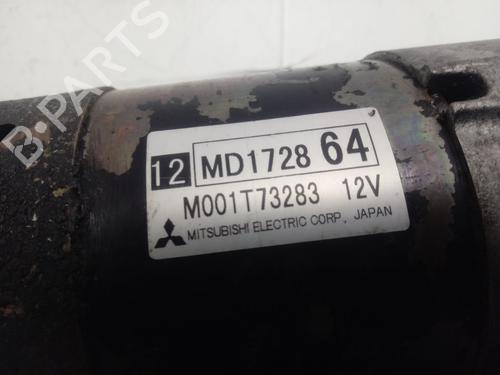 12 MD1728 64
M001T73283 12V
MITSUBISHI ELECTRIC CORP., JAPAN
B-PARTS